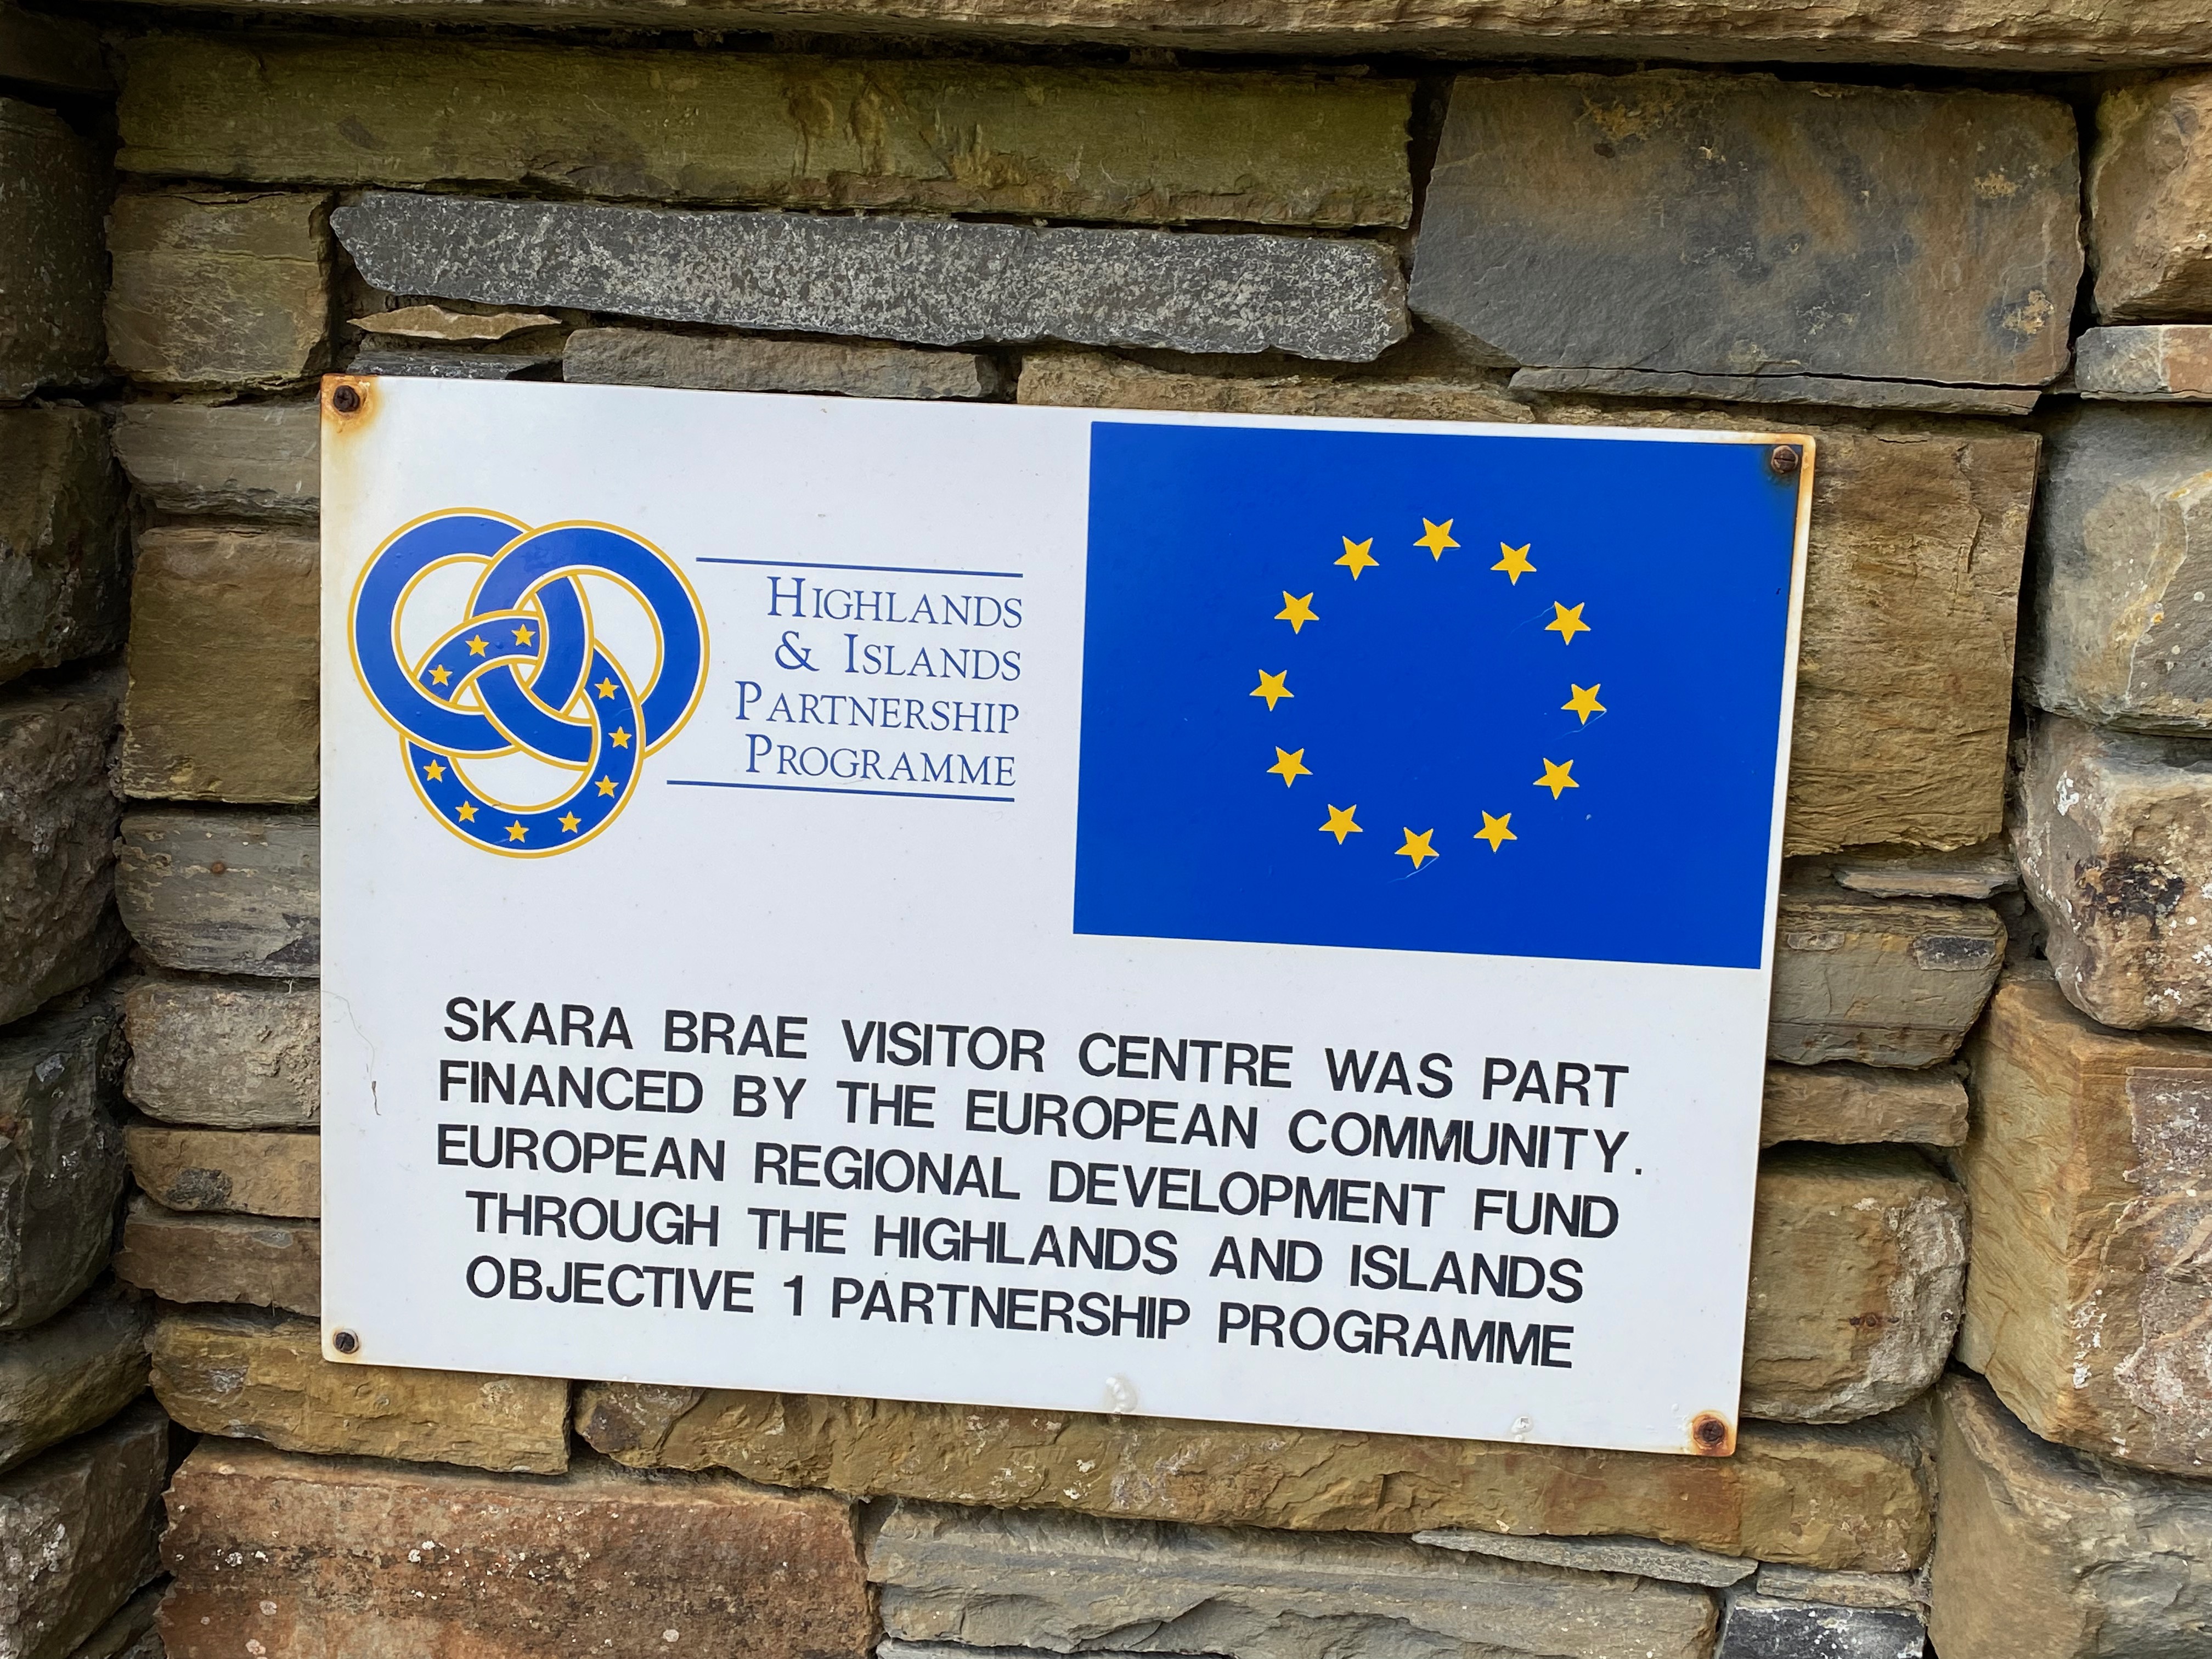 HIGHLANDS
& ISLANDS
PARTNERSHIP
PROGRAMME
SKARA BRAE VISITOR CENTRE WAS PART
FINANCED BY THE EUROPEAN COMMUNITY.
EUROPEAN REGIONAL DEVELOPMENT FUND
THROUGH THE HIGHLANDS AND ISLANDS
OBJECTIVE 1 PARTNERSHIP PROGRAMME